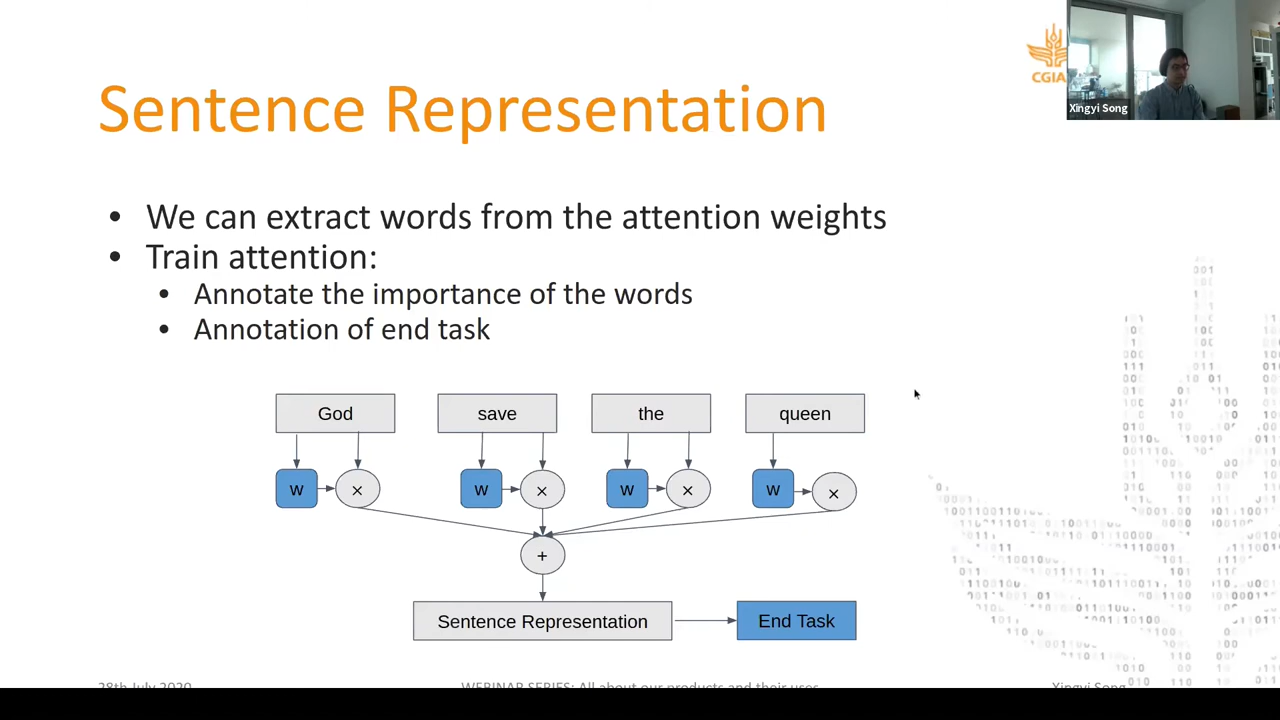 CGIA
Xingyi Song
Sentence Representation
• We can extract words from the attention weights
• Train attention:
• Annotate the importance of the words
• Annotation of end task
God save the queen
w × w × w × w ×
+
Sentence Representation End Task
28th July 2020 WEBINAR SERIES: All about our products and their uses Xingyi Song